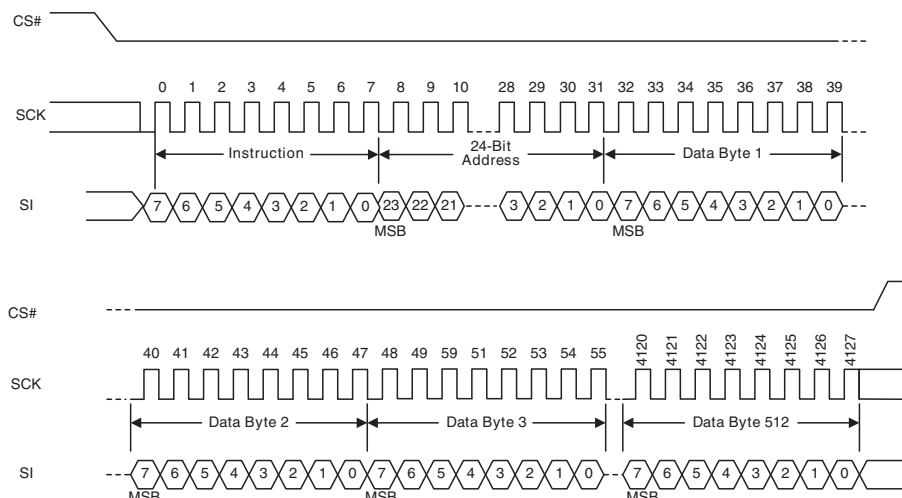 CS#
0 1 2 3 4 5 6 7 8 9 10 28 29 30 31 32 33 34 35 36 37 38 39
SCK
Instruction 24-Bit Address Data Byte 1
SI 7 6 5 4 3 2 1 0 23 22 21 3 2 1 0 7 6 5 4 3 2 1 0
MSB MSB
CS#
40 41 42 43 44 45 46 47 48 49 59 51 52 53 54 55 4120 4121 4122 4123 4124 4125 4126 4127
SCK
Data Byte 2 Data Byte 3 Data Byte 512
SI 7 6 5 4 3 2 1 0 7 6 5 4 3 2 1 0 7 6 5 4 3 2 1 0
MSB MSB MSB